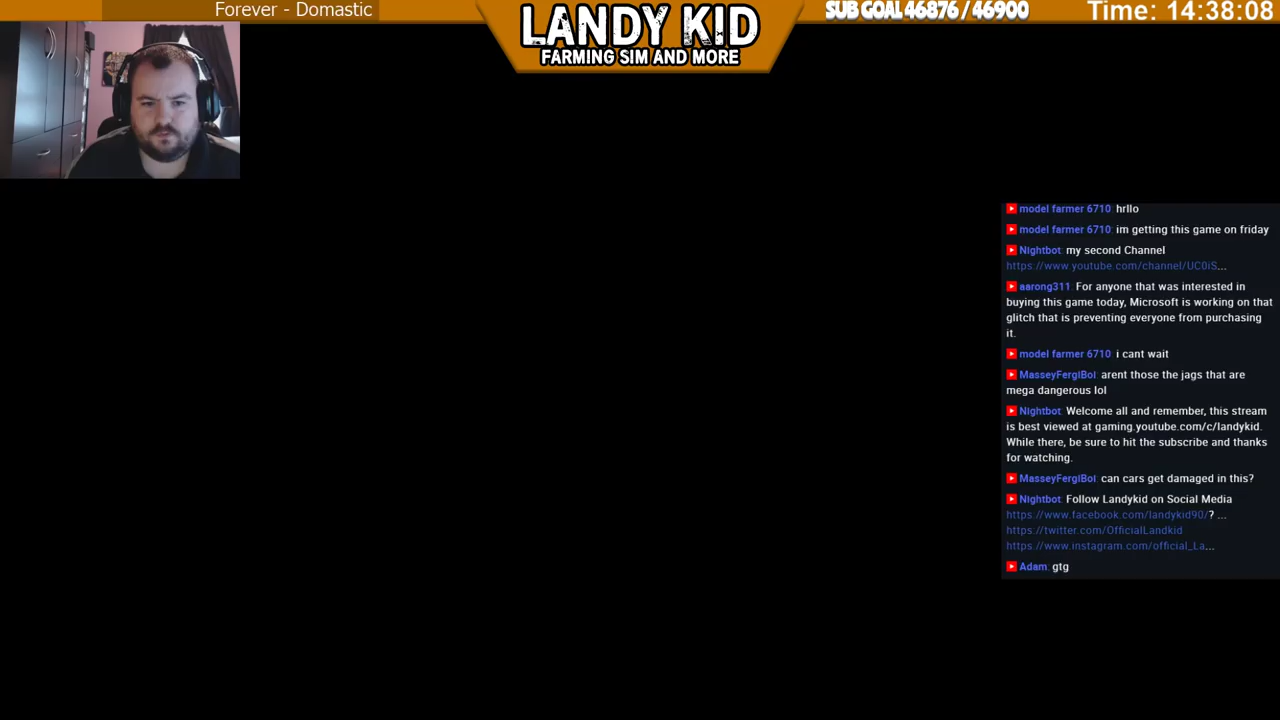 Forever - Domastic
LANDY KID
FARMING SIM AND MORE
SUB GOAL 46876 / 46900
Time: 14:38:08
model farmer 6710: hrllo
model farmer 6710: im getting this game on friday
Nightbot: my second Channel
https://www.youtube.com/channel/UC0iS...
aarong311: For anyone that was interested in
buying this game today, Microsoft is working on that
glitch that is preventing everyone from purchasing
it.
model farmer 6710: i cant wait
MasseyFergiBoi: arent those the jags that are
mega dangerous lol
Nightbot: Welcome all and remember, this stream
is best viewed at gaming.youtube.com/c/landykid.
While there, be sure to hit the subscribe and thanks
for watching.
MasseyFergiBoi: can cars get damaged in this?
Nightbot: Follow Landykid on Social Media
https://www.facebook.com/landykid90/? ...
https://twitter.com/OfficialLandkid
https://www.instagram.com/official_La...
Adam: gtg